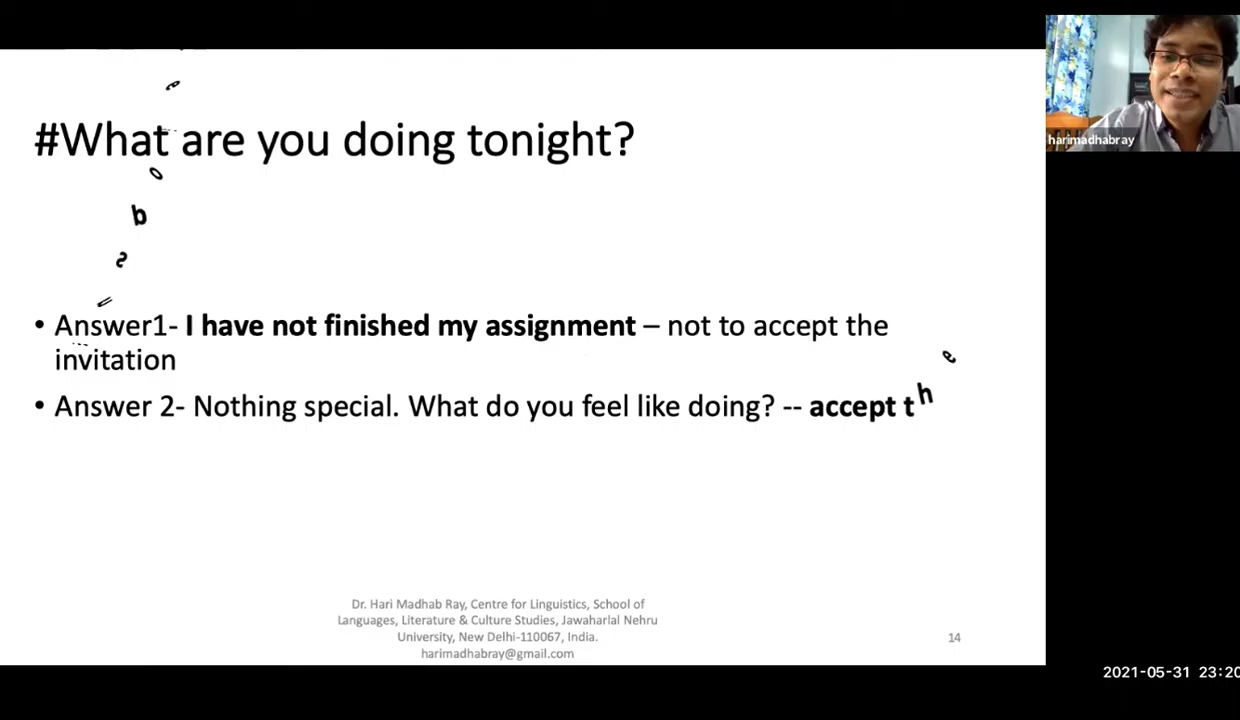 #What are you doing tonight?
harimadhabray
• Answer1- I have not finished my assignment – not to accept the
invitation
• Answer 2- Nothing special. What do you feel like doing? -- accept the
Dr. Hari Madhab Ray, Centre for Linguistics, School of
Languages, Literature & Culture Studies, Jawaharlal Nehru
University, New Delhi-110067, India.
harimadhabray@gmail.com
14
2021-05-31 23:20